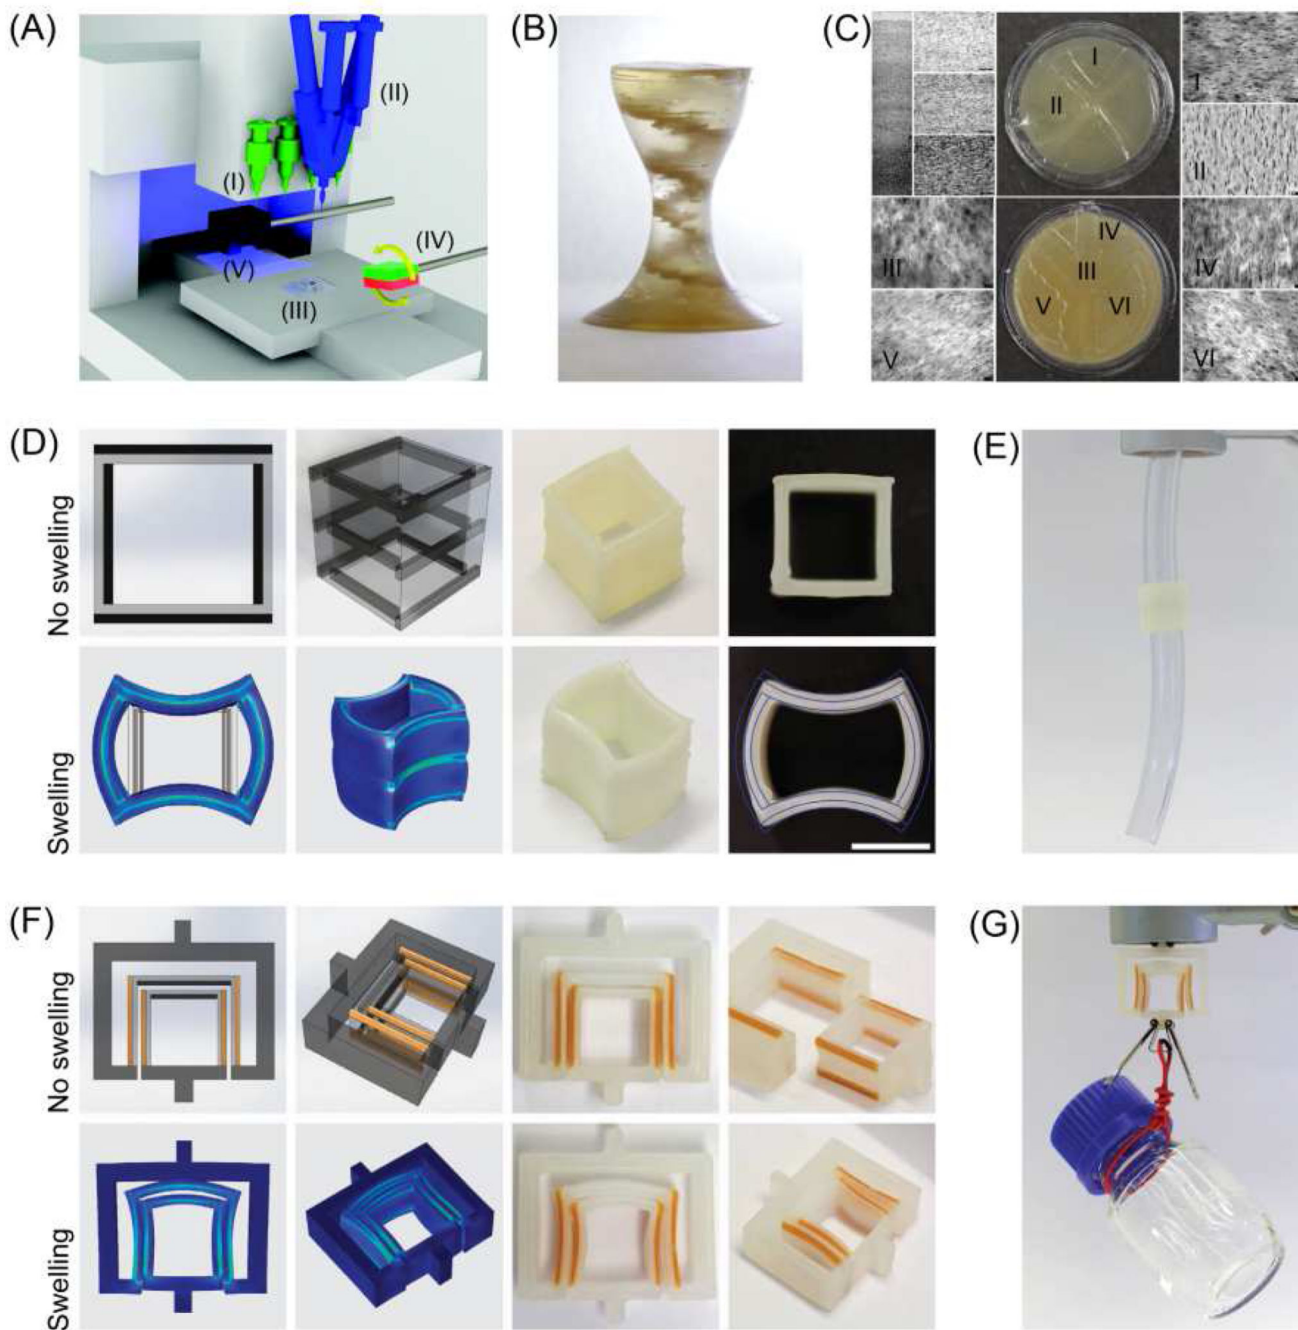 (A)
(I)
(II)
(III)
(IV)
(V)
(B)
(C)
I
II
I
II
III
IV
III
V
VI
IV
V
VI
(D)
No swelling
Swelling
(E)
(F)
No swelling
Swelling
(G)